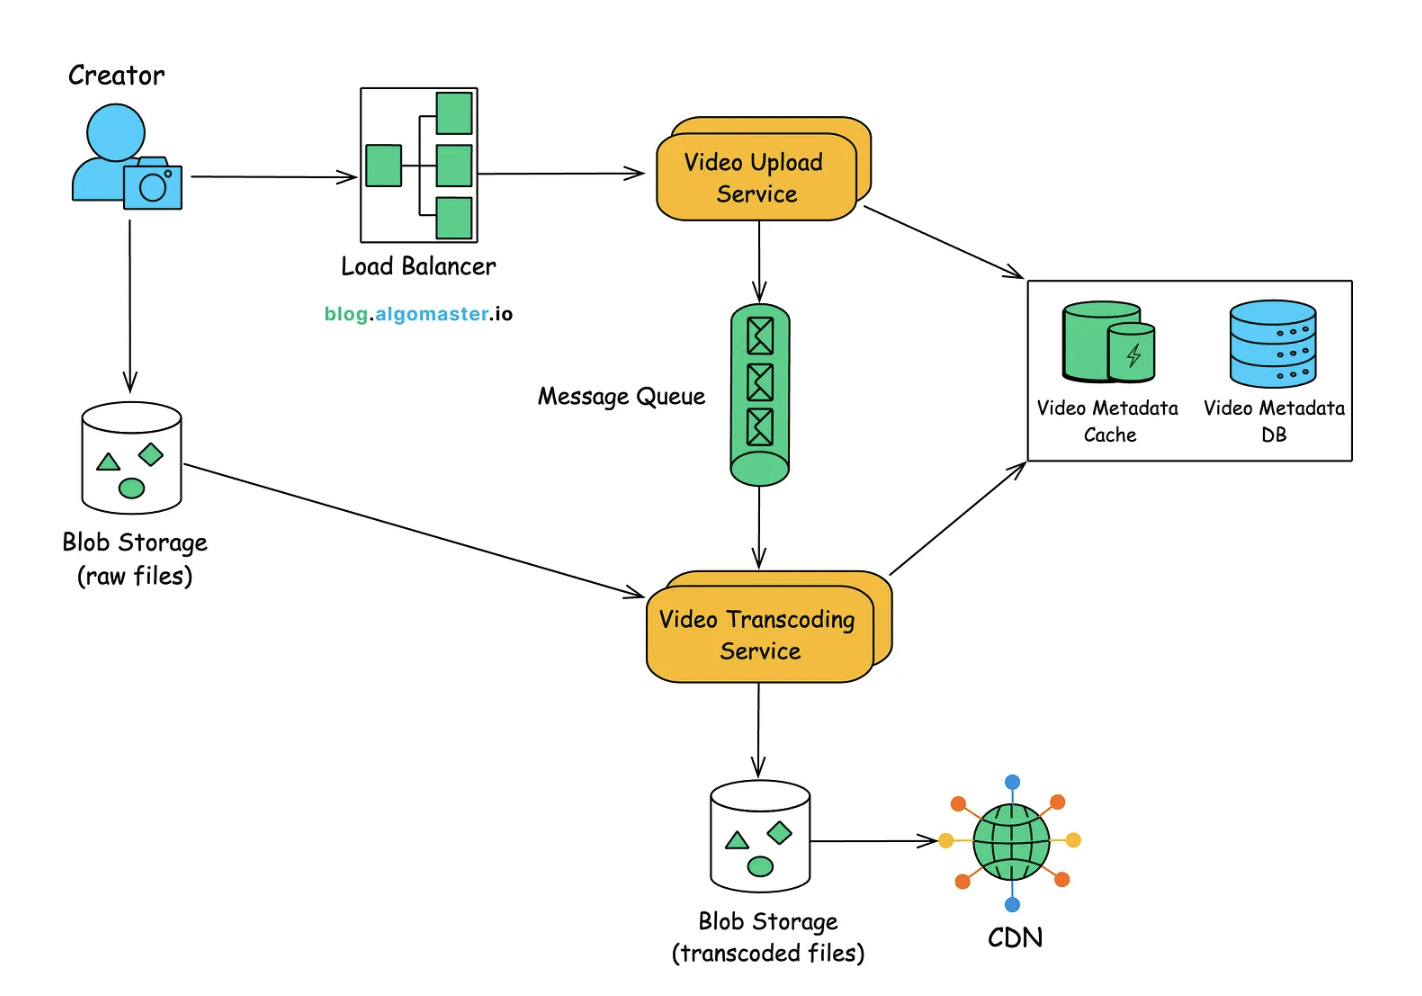 Creator
Video Upload
Service
Load Balancer
blog.algomaster.io
Message Queue
Video Metadata
Cache
Video Metadata
DB
Blob Storage
(raw files)
Video Transcoding
Service
Blob Storage
(transcoded files)
CDN